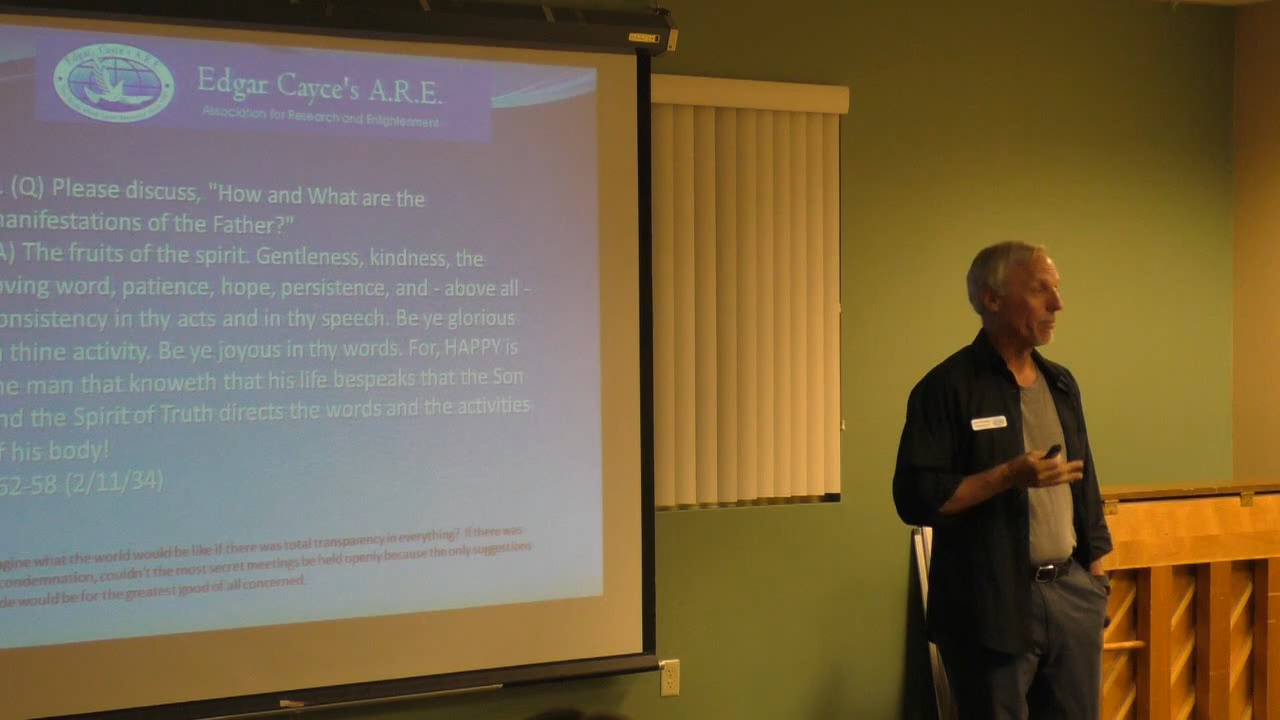 Edgar Cayce's A.R.E.
Association for Research and Enlightenment
. (Q) Please discuss, "How and What are the
anifestations of the Father?"
A) The fruits of the spirit. Gentleness, kindness, the
oving word, patience, hope, persistence, and - above all -
onsistency in thy acts and in thy speech. Be ye glorious
thine activity. Be ye joyous in thy words. For, HAPPY is
he man that knoweth that his life bespeaks that the Son
nd the Spirit of Truth directs the words and the activities
f his body!
62-58 (2/11/34)
agine what the world would be like if there was total transparency in everything? If there was
condemnation, couldn't the most secret meetings be held openly because the only suggestions
de would be for the greatest good of all concerned.